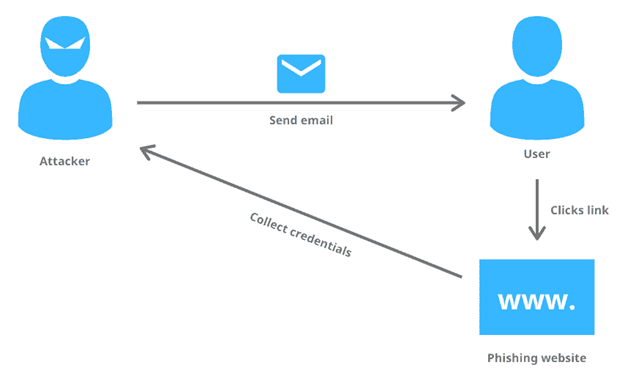 Send email
Attacker
User
Clicks link
Collect credentials
www.
Phishing website